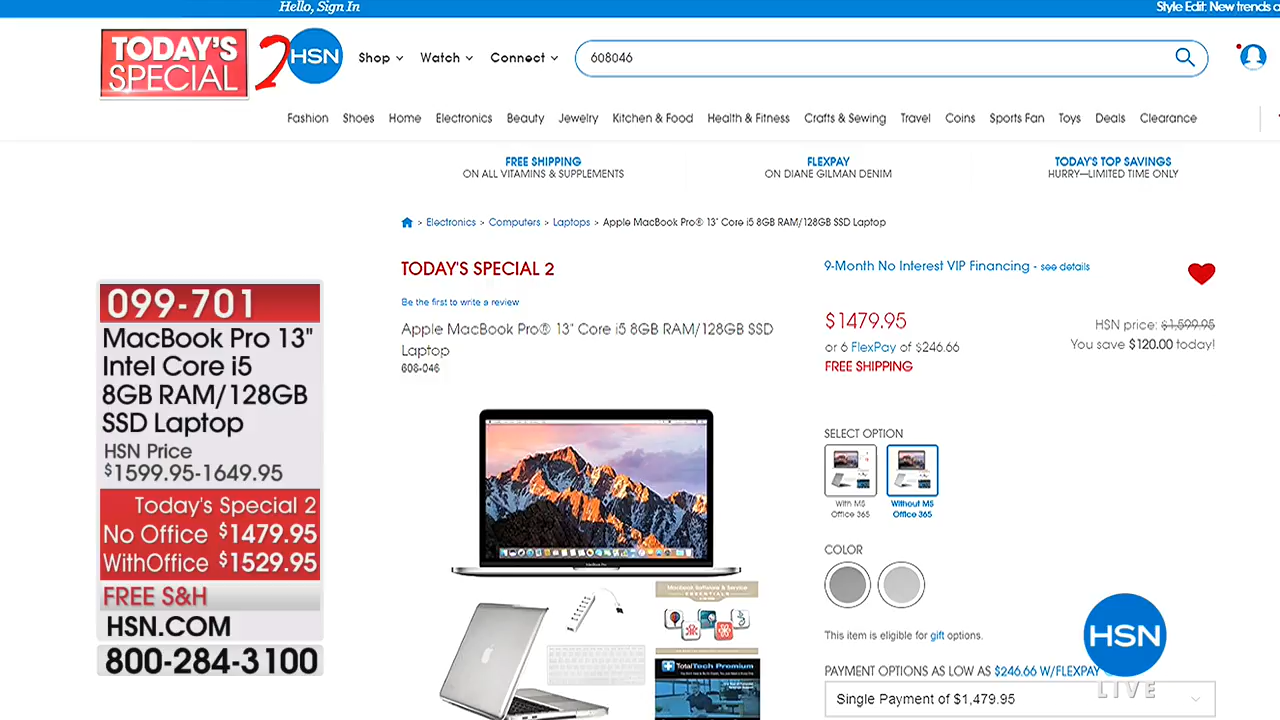 Hello, Sign In
Style Edit: New trends
TODAY'S
SPECIAL
2
HSN
Shop
Watch
Connect
608046
Fashion
Shoes
Home
Electronics
Beauty
Jewelry
Kitchen & Food
Health & Fitness
Crafts & Sewing
Travel
Coins
Sports Fan
Toys
Deals
Clearance
FREE SHIPPING
ON ALL VITAMINS & SUPPLEMENTS
FLEXPAY
ON DIANE GILMAN DENIM
TODAY'S TOP SAVINGS
HURRY—LIMITED TIME ONLY
> Electronics > Computers > Laptops > Apple MacBook Pro® 13" Core i5 8GB RAM/128GB SSD Laptop
TODAY'S SPECIAL 2
Be the first to write a review
Apple MacBook Pro® 13" Core i5 8GB RAM/128GB SSD
Laptop
608-046
9-Month No Interest VIP Financing - see details
$1479.95
or 6 FlexPay of $246.66
FREE SHIPPING
HSN price: $1,599.95
You save $120.00 today!
SELECT OPTION
With MS
Office 365
Without MS
Office 365
COLOR
This item is eligible for gift options.
PAYMENT OPTIONS AS LOW AS $246.66 W/FLEXPAY
Single Payment of $1,479.95
099-701
MacBook Pro 13"
Intel Core i5
8GB RAM/128GB
SSD Laptop
HSN Price
$1599.95-1649.95
Today's Special 2
No Office $1479.95
WithOffice $1529.95
FREE S&H
HSN.COM
800-284-3100
MacBook Pro
Macbook Software & Service
ESSENTIALS
TotalTech Premium
HSN
LIVE